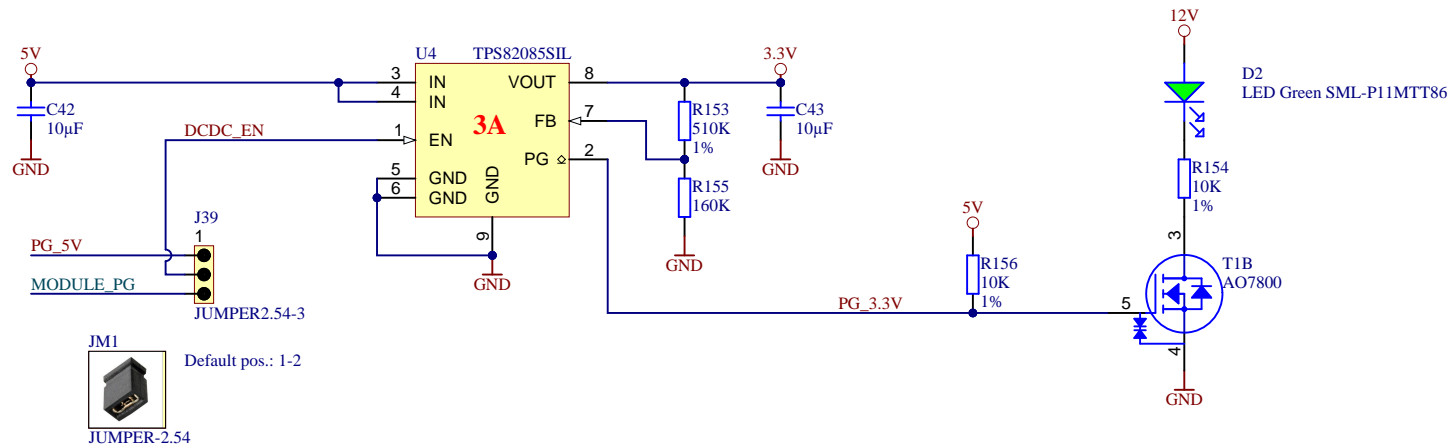 12V
5V
U4
TPS82085SIL
3.3V
D2
LED Green SML-P11MTT86
3
IN
VOUT
8
4
IN
C42
10µF
R153
510K
1%
C43
10µF
DCDC_EN
1
EN
3A
FB
7
PG
2
GND
GND
R154
10K
1%
5
GND
6
GND
GND
R155
160K
J39
1
9
5V
3
PG_5V
GND
GND
R156
10K
1%
T1B
AO7800
MODULE_PG
JUMPER2.54-3
PG_3.3V
5
4
JM1
Default pos.: 1-2
GND
JUMPER-2.54